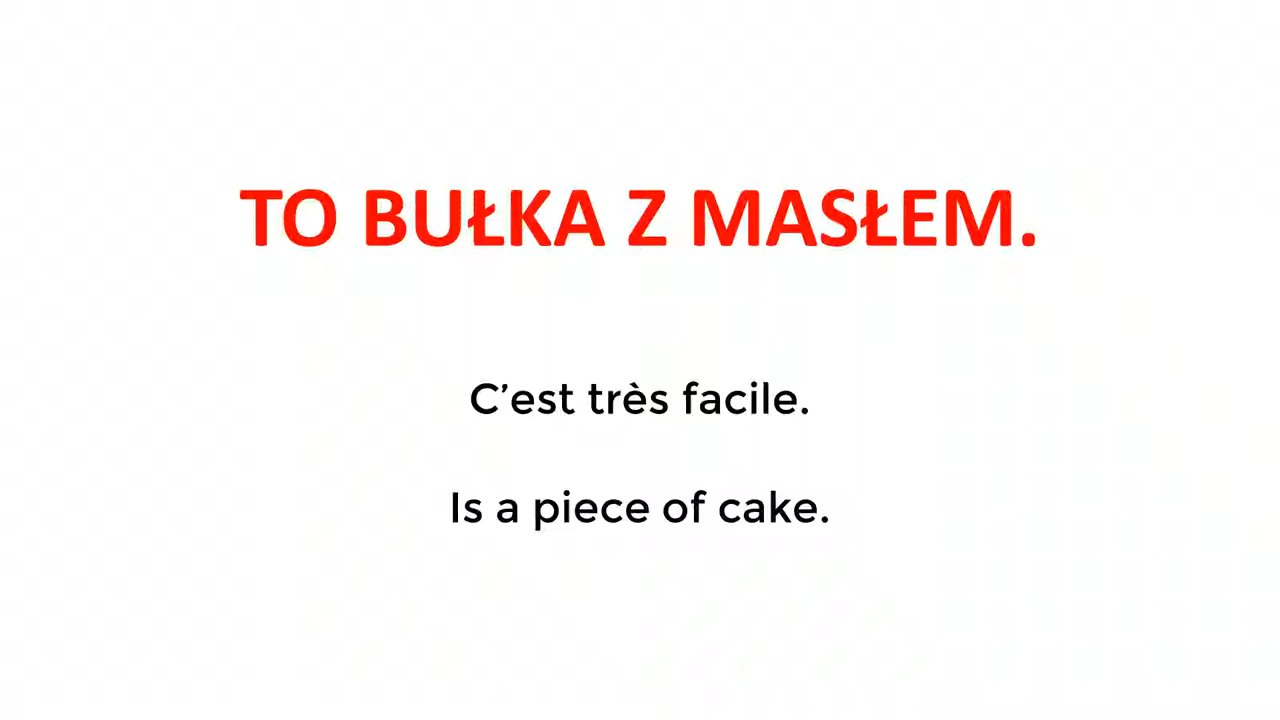 TO BUŁKA Z MASŁEM.
C’est très facile.
Is a piece of cake.